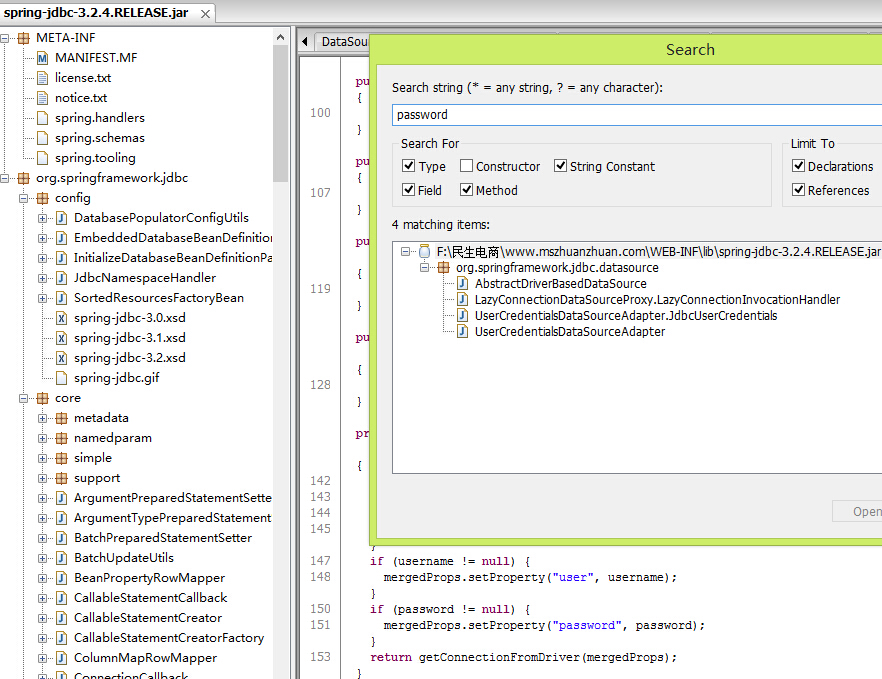 spring-jdbc-3.2.4.RELEASE.jar
META-INF
MANIFEST.MF
license.txt
notice.txt
spring.handlers
spring.schemas
spring.tooling
org.springframework.jdbc
config
DatabasePopulatorConfigUtils
EmbeddedDatabaseBeanDefinition
InitializeDatabaseBeanDefinitionPa
JdbcNamespaceHandler
SortedResourcesFactoryBean
spring-jdbc-3.0.xsd
spring-jdbc-3.1.xsd
spring-jdbc-3.2.xsd
spring-jdbc.gif
core
metadata
namedparam
simple
support
ArgumentPreparedStatementSette
ArgumentTypePreparedStatement
BatchPreparedStatementSetter
BatchUpdateUtils
BeanPropertyRowMapper
CallableStatementCallback
CallableStatementCreator
CallableStatementCreatorFactory
ColumnMapRowMapper
ConnectionCallback
DataSou
pu
{
100
}
pu
107 {
}
pu
{
119
}
pu
{
128
}
pr
{
142
143
144
145
}
147 if (username != null) {
148 mergedProps.setProperty("user", username);
}
150 if (password != null) {
151 mergedProps.setProperty("password", password);
}
153 return getConnectionFromDriver(mergedProps);
}
Search
Search string (* = any string, ? = any character):
password
Search For
Type Constructor String Constant
Field Method
Limit To
Declarations
References
4 matching items:
F:\民生电商\www.mszhuanzhuan.com\WEB-INF\lib\spring-jdbc-3.2.4.RELEASE.jar
org.springframework.jdbc.datasource
AbstractDriverBasedDataSource
LazyConnectionDataSourceProxy.LazyConnectionInvocationHandler
UserCredentialsDataSourceAdapter.JdbcUserCredentials
UserCredentialsDataSourceAdapter
Open